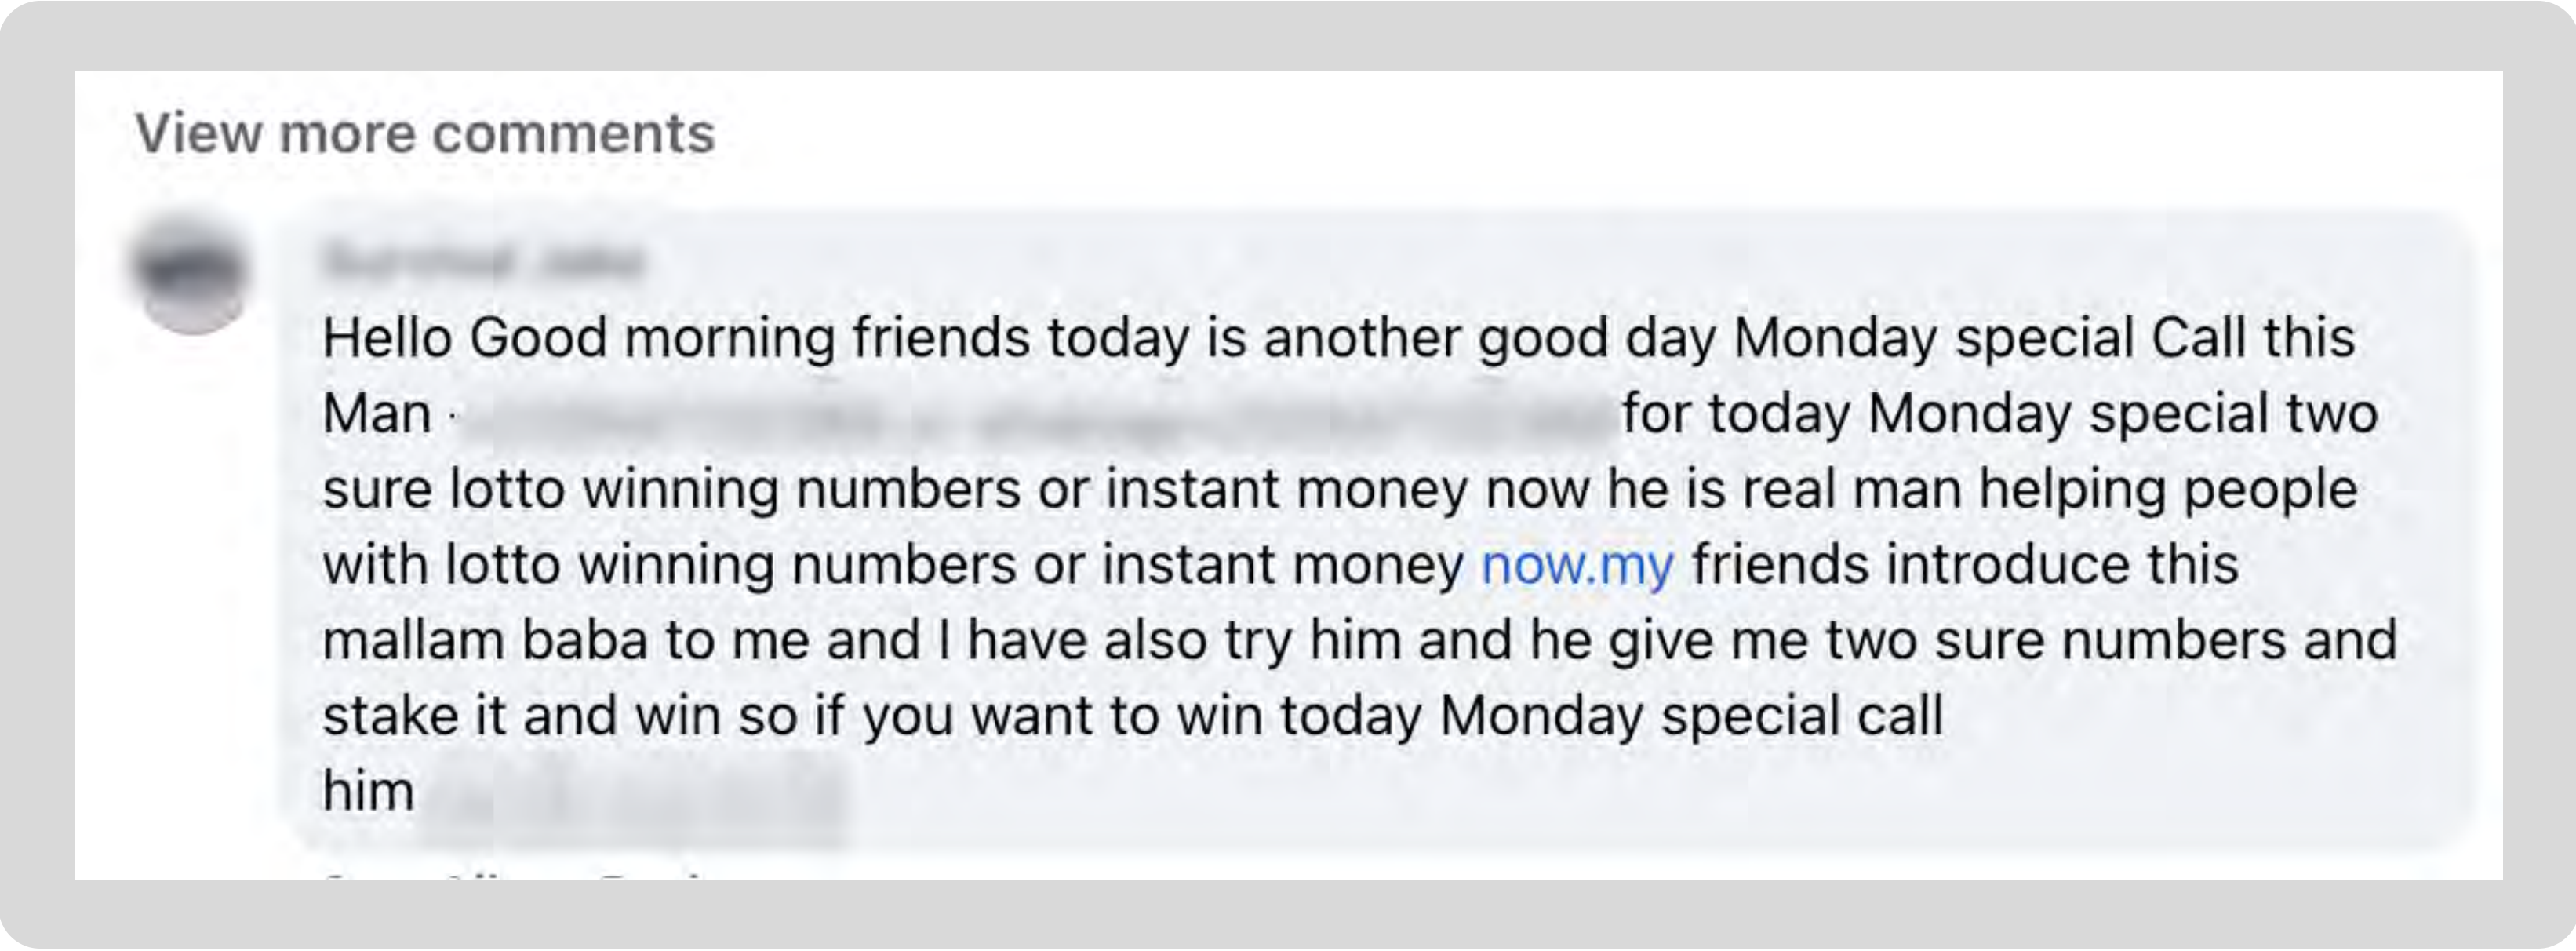 View more comments
Hello Good morning friends today is another good day Monday special Call this
Man · for today Monday special two
sure lotto winning numbers or instant money now he is real man helping people
with lotto winning numbers or instant money now.my friends introduce this
mallam baba to me and I have also try him and he give me two sure numbers and
stake it and win so if you want to win today Monday special call
him